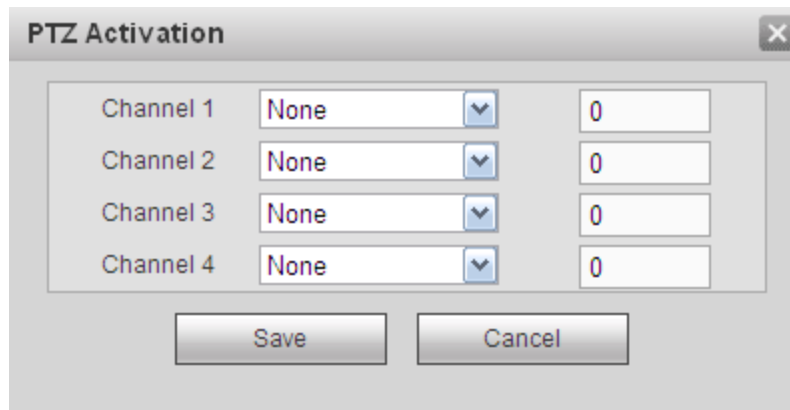 PTZ Activation
Channel 1 None 0
Channel 2 None 0
Channel 3 None 0
Channel 4 None 0
Save Cancel